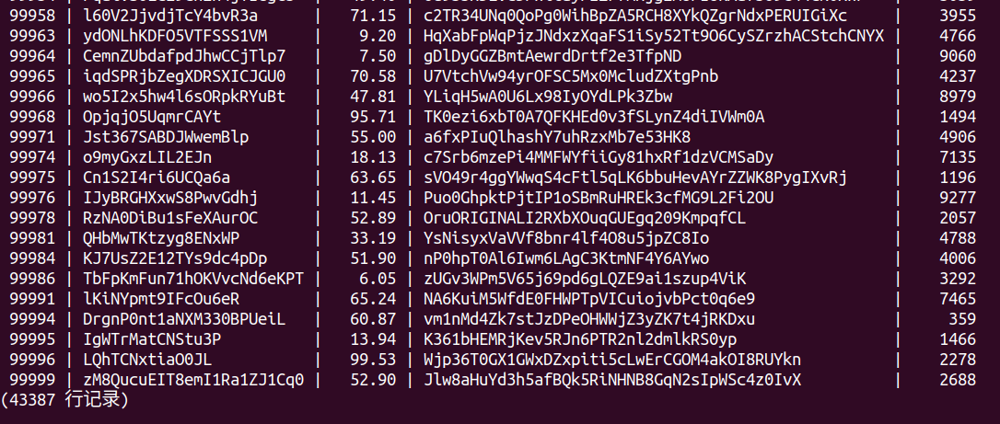 99958 | l60V2JjvdjTcY4bvR3a | 71.15 | c2TR34UNq0QoPg0WihBpZA5RCH8XYkQZgrNdxPERUIGiXc | 3955
99963 | ydONLhKDFO5VTFSSS1VM | 9.20 | HqXabFpWqPjzJNdxzXqaFS1iSy52Tt9O6CySZrzhACStchCNYX | 4766
99964 | CemnZUbdafpdJhwCCjTlp7 | 7.50 | gDlDyGGZBmtAewrdDrtf2e3TfpND | 9060
99965 | iqdSPRjbZegXDRSXICJGU0 | 70.58 | U7VtchVw94yrOFSC5Mx0McludZXtgPnb | 4237
99966 | wo5I2x5hw4l6sORpkRYuBt | 47.81 | YLiqH5wA0U6Lx98IyOYdLPk3Zbw | 8979
99968 | OpjqjO5UqmrCAYt | 95.71 | TK0ezi6xbT0A7QFKHEd0v3fSLynZ4diIVWm0A | 1494
99971 | Jst367SABDJWwemBlp | 55.00 | a6fxPIuQlhashY7uhRzxMb7e53HK8 | 4906
99974 | o9myGxzLIL2EJn | 18.13 | c7Srb6mzePi4MMFWYfiiGy81hxRf1dzVCMSaDy | 7135
99975 | Cn1S2I4ri6UCQa6a | 63.65 | sVO49r4ggYWwqS4cFtl5qLK6bbuHevAYrZZWK8PygIXvRj | 1196
99976 | IJyBRGHXxwS8PwvGdhj | 11.45 | Puo0GhpktPjtIP1oSBmRuHREk3cfMG9L2Fi2OU | 9277
99978 | RzNA0DiBu1sFeXAurOC | 52.89 | OruORIGINALI2RXbXOuqGUEgq209KmpqfCL | 2057
99981 | QHbMwTKtzyg8ENxWP | 33.19 | YsNisyxVaVVf8bnr4lf4O8u5jpZC8Io | 4788
99984 | KJ7UsZ2E12TYs9dc4pDp | 51.90 | nP0hpT0Al6Iwm6LAgC3KtmNF4Y6AYwo | 4006
99986 | TbFpKmFun71hOKVvcNd6eKPT | 6.05 | zUGv3WPm5V65j69pd6gLQZE9ai1szup4ViK | 3292
99991 | lKiNYpmt9IFcOu6eR | 65.24 | NA6KuiM5WfdE0FHWPTpVICuiojvbPct0q6e9 | 7465
99994 | DrgnP0nt1aNXM330BPUeiL | 60.87 | vm1nMd4Zk7stJzDPeOHWWjZ3yZK7t4jRKDxu | 359
99995 | IgWTrMatCNStu3P | 13.94 | K361bHEMRjKev5RJn6PTR2nl2dmlkRS0yp | 1466
99996 | LQhTCNxtiaO0JL | 99.53 | Wjp36T0GX1GWxDZxpiti5cLwErCGOM4akOI8RUYkn | 2278
99999 | zM8QucuEIT8emI1Ra1ZJ1Cq0 | 52.90 | Jlw8aHuYd3h5afBQk5RiNHNB8GqN2sIpWSc4z0IvX | 2688
(43387 行记录)